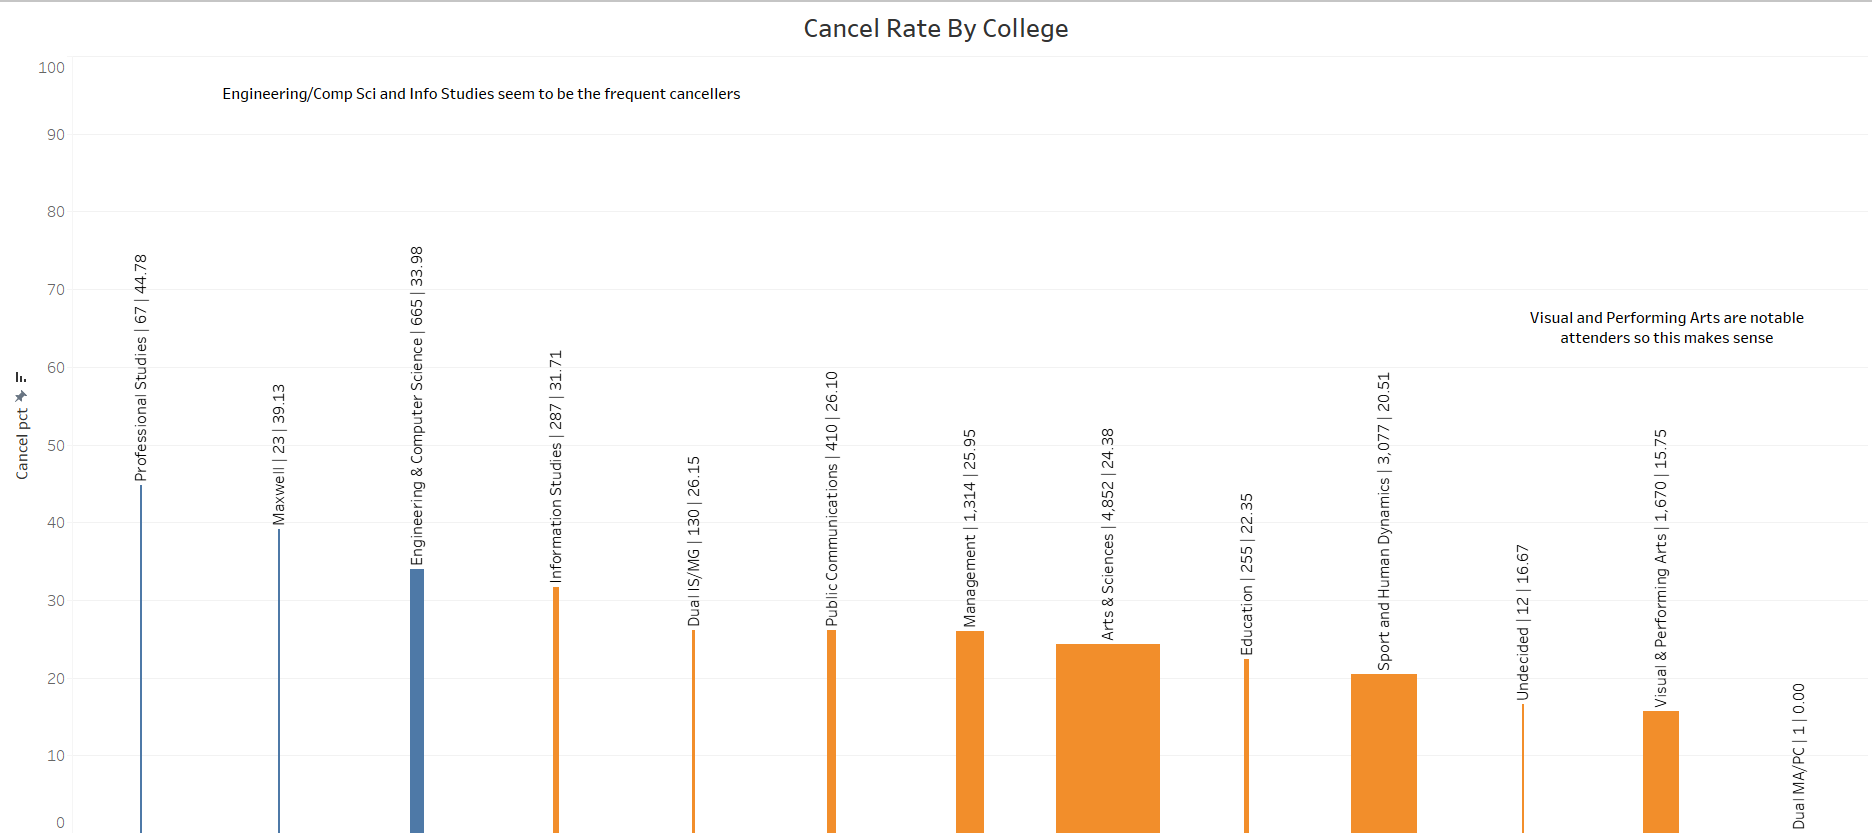 Cancel Rate By College
Engineering/Comp Sci and Info Studies seem to be the frequent cancellers
Visual and Performing Arts are notable
attenders so this makes sense
Cancel pct
100
90
80
70
60
50
40
30
20
10
0
Professional Studies | 67 | 44.78
Maxwell | 23 | 39.13
Engineering & Computer Science | 665 | 33.98
Information Studies | 287 | 31.71
Dual IS/MG | 130 | 26.15
Public Communications | 410 | 26.10
Management | 1,314 | 25.95
Arts & Sciences | 4,852 | 24.38
Education | 255 | 22.35
Sport and Human Dynamics | 3,077 | 20.51
Undecided | 12 | 16.67
Visual & Performing Arts | 1,670 | 15.75
Dual MA/PC | 1 | 0.00